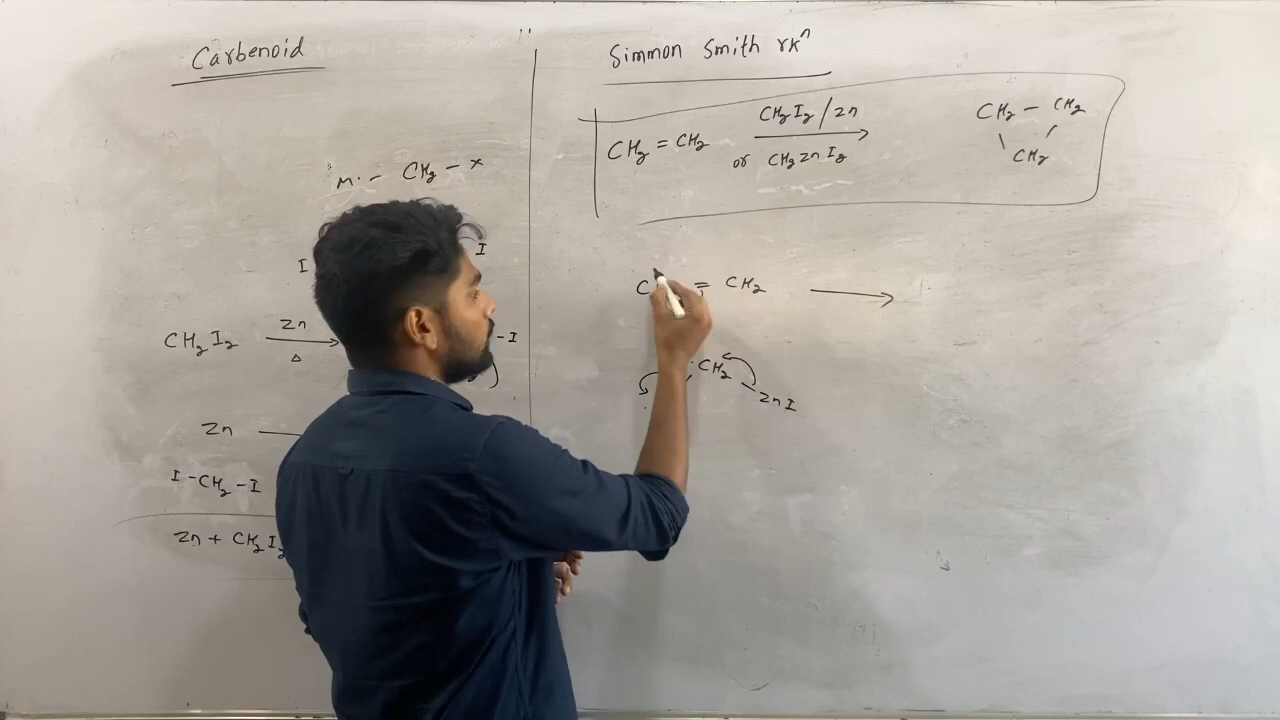 Carbenoid
M - CH₂ - x
I
I
CH₂I₂ Zn
Δ
-I
Zn
I-CH₂-I
Zn + CH₂I₂
Simmon Smith rkⁿ
CH₂ = CH₂ CH₂I₂ / Zn CH₂ - CH₂
or CH₂ZnI₂ CH₂
C = CH₂
CH₂
ZnI